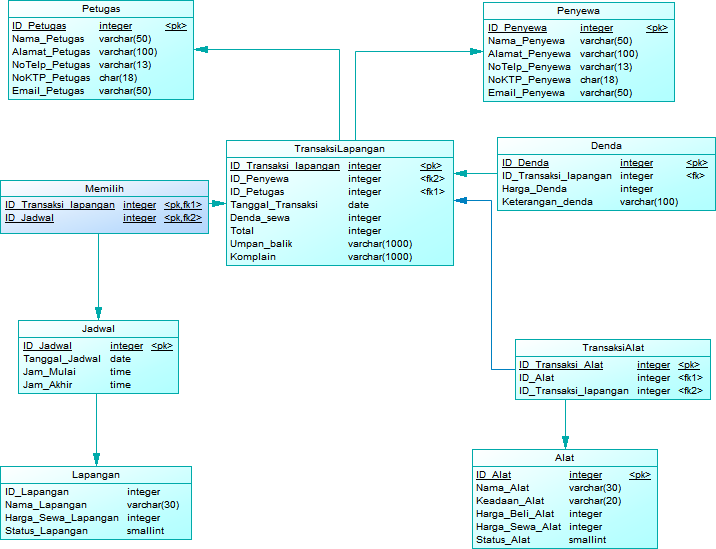 Petugas
ID_Petugas integer <pk>
Nama_Petugas varchar(50)
Alamat_Petugas varchar(100)
NoTelp_Petugas varchar(13)
NoKTP_Petugas char(18)
Email_Petugas varchar(50)
Penyewa
ID_Penyewa integer <pk>
Nama_Penyewa varchar(50)
Alamat_Penyewa varchar(100)
NoTelp_Penyewa varchar(13)
NoKTP_Penyewa char(18)
Email_Penyewa varchar(50)
TransaksiLapangan
ID_Transaksi_lapangan integer <pk>
ID_Penyewa integer <fk2>
ID_Petugas integer <fk1>
Tanggal_Transaksi date
Denda_sewa integer
Total integer
Umpan_balik varchar(1000)
Komplain varchar(1000)
Denda
ID_Denda integer <pk>
ID_Transaksi_lapangan integer <fk>
Harga_Denda integer
Keterangan_denda varchar(100)
Memilih
ID_Transaksi_lapangan integer <pk,fk1>
ID_Jadwal integer <pk,fk2>
Jadwal
ID_Jadwal integer <pk>
Tanggal_Jadwal date
Jam_Mulai time
Jam_Akhir time
TransaksiAlat
ID_Transaksi_Alat integer <pk>
ID_Alat integer <fk1>
ID_Transaksi_lapangan integer <fk2>
Lapangan
ID_Lapangan integer
Nama_Lapangan varchar(30)
Harga_Sewa_Lapangan integer
Status_Lapangan smallint
Alat
ID_Alat integer <pk>
Nama_Alat varchar(30)
Keadaan_Alat varchar(20)
Harga_Beli_Alat integer
Harga_Sewa_Alat integer
Status_Alat smallint